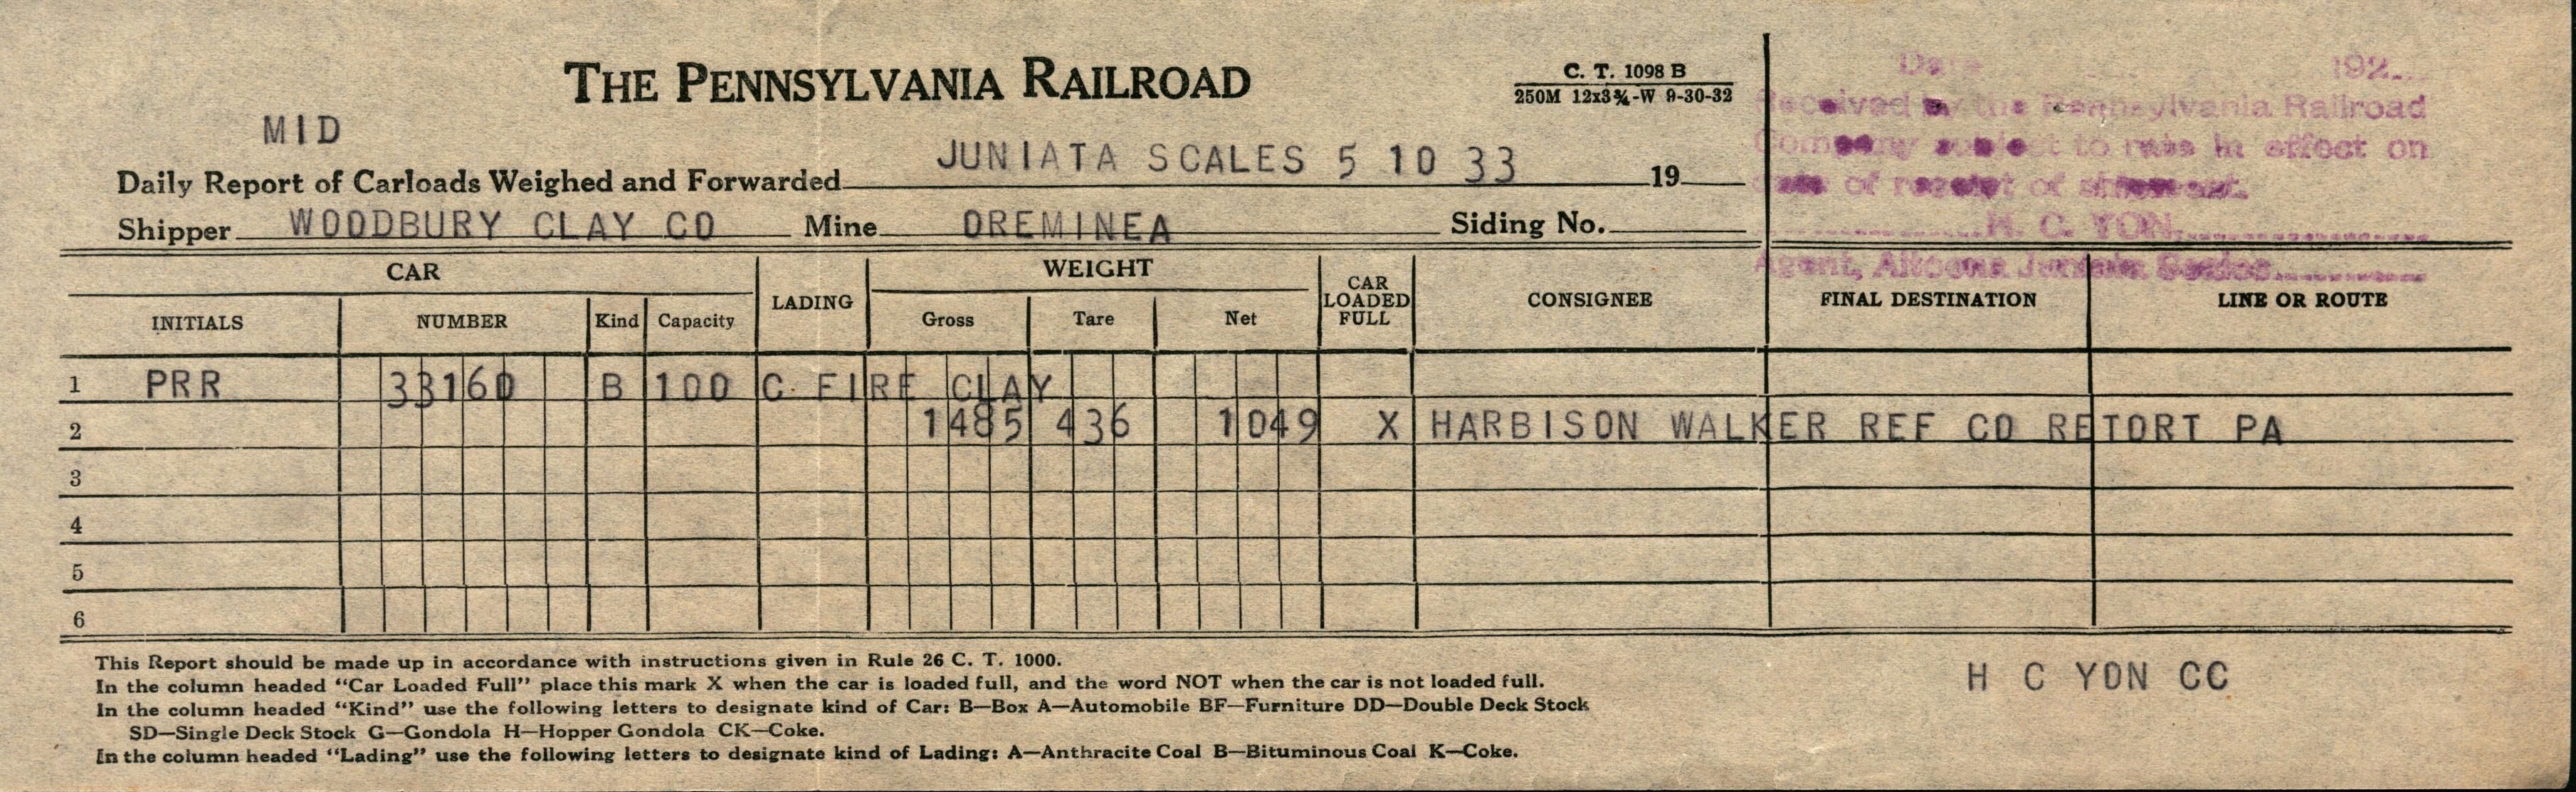 THE PENNSYLVANIA RAILROAD
C. T. 1098 B
250M 12x3¾-W 9-30-32
Date 192
Received by the Pennsylvania Railroad
Company subject to rate in effect on
date of receipt of shipment.
H. C. YON
Agent, Altoona Juniata Scales
MID
Daily Report of Carloads Weighed and Forwarded JUNIATA SCALES 5 10 33 19
Shipper WOODBURY CLAY CO Mine OREMINEA Siding No.
CAR WEIGHT
INITIALS NUMBER Kind Capacity LADING Gross Tare Net CAR LOADED FULL CONSIGNEE FINAL DESTINATION LINE OR ROUTE
1 PRR 33160 B 100 C FIRE CLAY
2 1485 436 1049 X HARBISON WALKER REF CO RETORT PA
3
4
5
6
This Report should be made up in accordance with instructions given in Rule 26 C. T. 1000.
In the column headed “Car Loaded Full” place this mark X when the car is loaded full, and the word NOT when the car is not loaded full.
In the column headed “Kind” use the following letters to designate kind of Car: B—Box A—Automobile BF—Furniture DD—Double Deck Stock
SD—Single Deck Stock G—Gondola H—Hopper Gondola CK—Coke.
In the column headed “Lading” use the following letters to designate kind of Lading: A—Anthracite Coal B—Bituminous Coal K—Coke.
H C YON CC